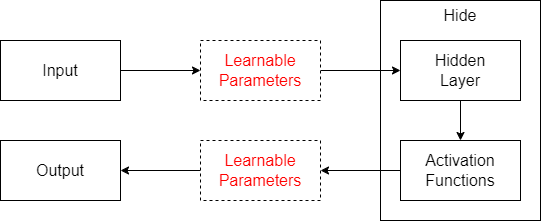 Hide
Input
Learnable
Parameters
Hidden
Layer
Output
Learnable
Parameters
Activation
Functions